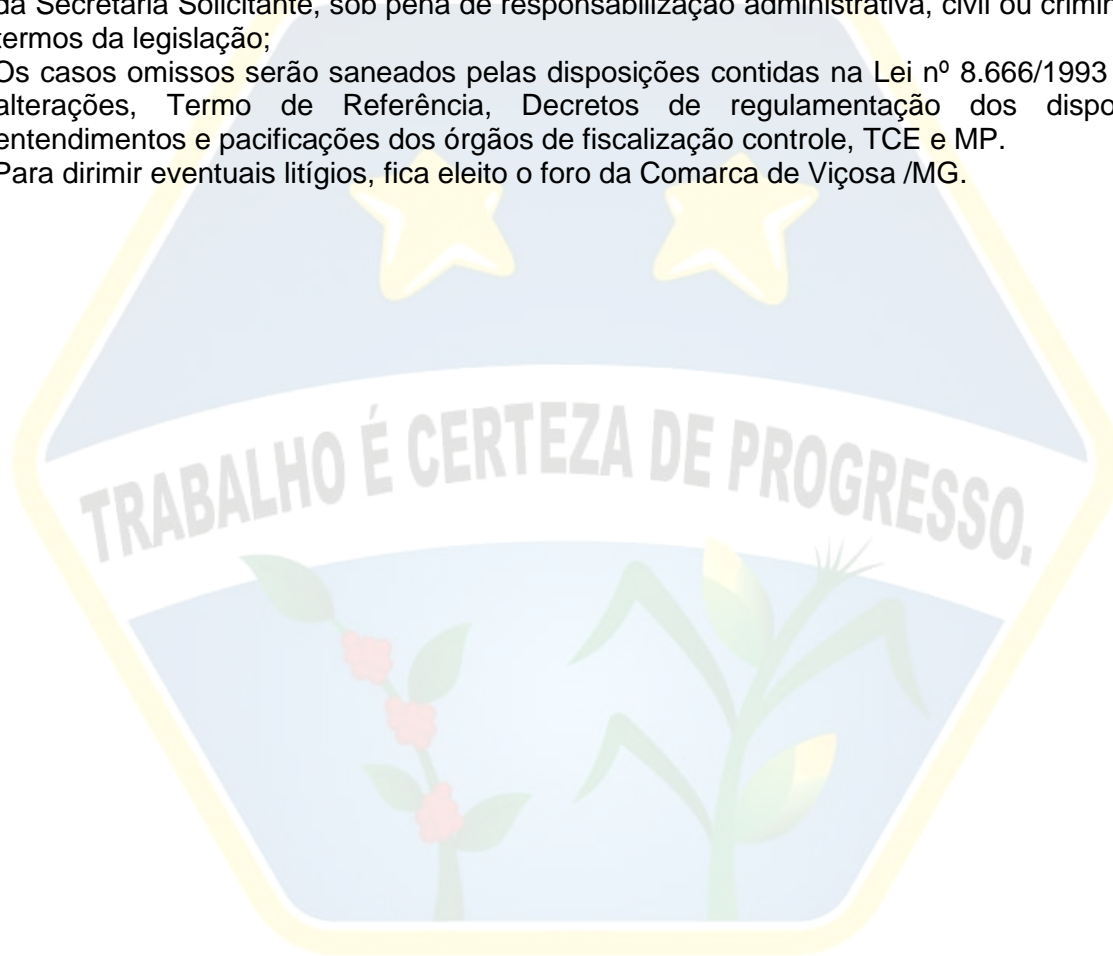 da Secretaria Solicitante, sob pena de responsabilização administrativa, civil ou
termos da legislação;
Os casos omissos serão saneados pelas disposições contidas na Lei nº 8.666/1993
alterações, Termo de Referência, Decretos de regulamentação dos
entendimentos e pacificações dos órgãos de fiscalização controle, TCE e MP.
Para dirimir eventuais litígios, fica eleito o foro da Comarca de Viçosa /MG.
TRABALHO É CERTEZA DE PROGRESSO.